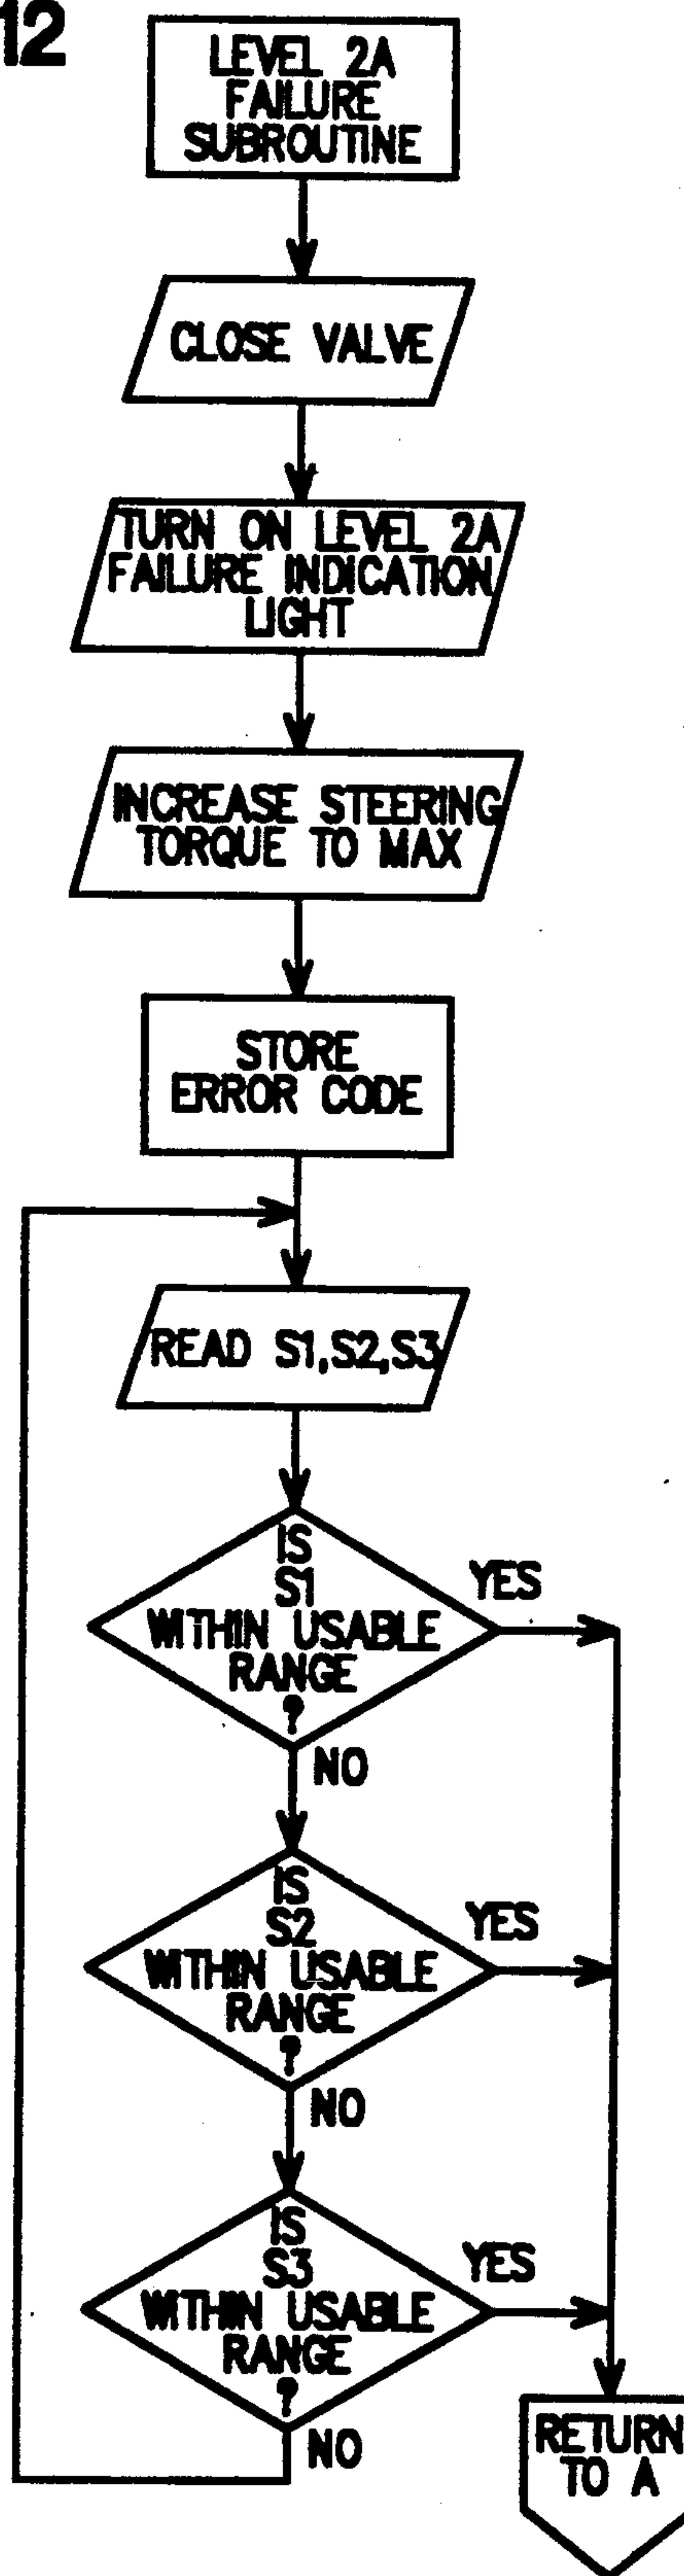 12
LEVEL 2A
FAILURE
SUBROUTINE
CLOSE VALVE
TURN ON LEVEL 2A
FAILURE INDICATION
LIGHT
INCREASE STEERING
TORQUE TO MAX
STORE
ERROR CODE
READ S1,S2,S3
IS
S1
WITHIN USABLE
RANGE
?
YES
NO
IS
S2
WITHIN USABLE
RANGE
?
YES
NO
IS
S3
WITHIN USABLE
RANGE
?
YES
NO
RETURN
TO A